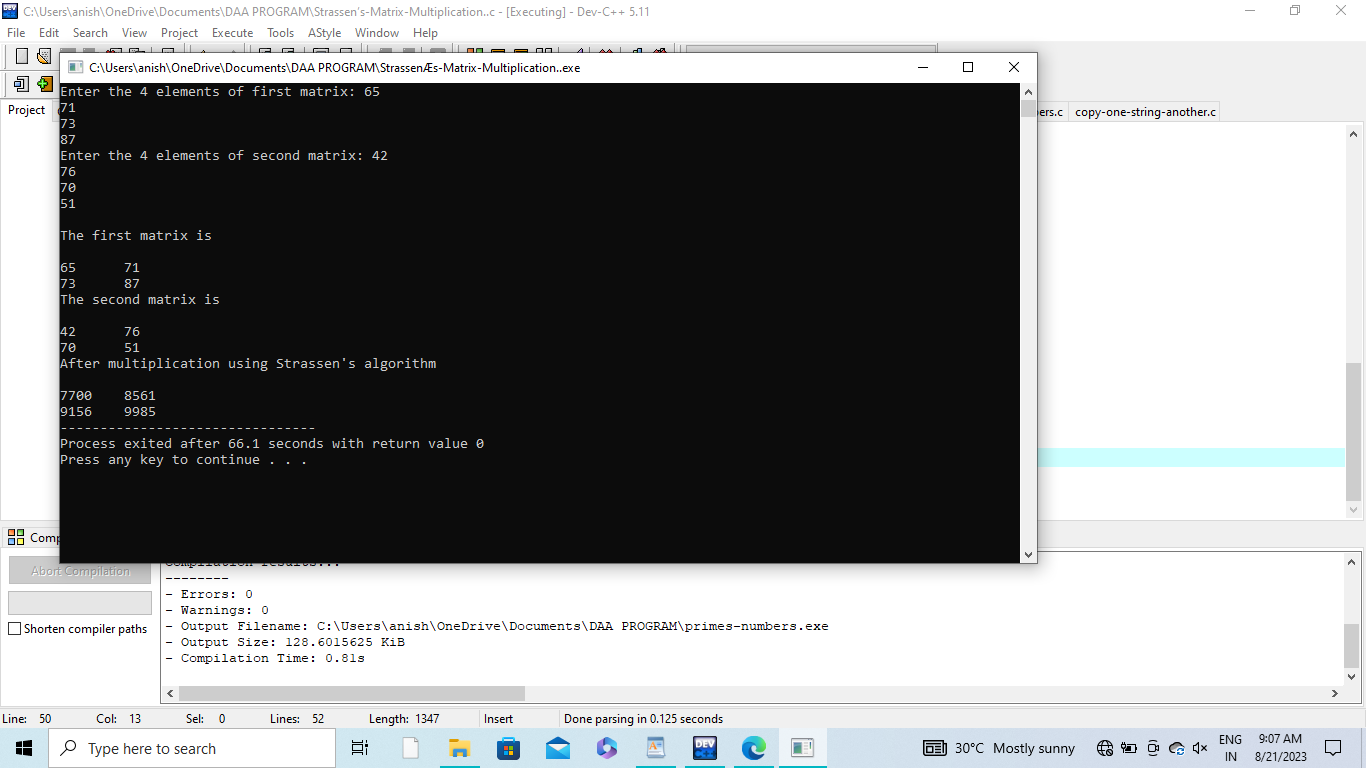 C:\Users\anish\OneDrive\Documents\DAA PROGRAM\Strassen's-Matrix-Multiplication..c - [Executing] - Dev-C++ 5.11
File Edit Search View Project Execute Tools AStyle Window Help
C:\Users\anish\OneDrive\Documents\DAA PROGRAM\StrassenÆs-Matrix-Multiplication..exe
Project
ers.c copy-one-string-another.c
Enter the 4 elements of first matrix: 65
71
73
87
Enter the 4 elements of second matrix: 42
76
70
51
The first matrix is
65 71
73 87
The second matrix is
42 76
70 51
After multiplication using Strassen's algorithm
7700 8561
9156 9985
--------------------------------
Process exited after 66.1 seconds with return value 0
Press any key to continue . . .
Comp
Abort Compilation
Shorten compiler paths
Compilation results...
--------
- Errors: 0
- Warnings: 0
- Output Filename: C:\Users\anish\OneDrive\Documents\DAA PROGRAM\primes-numbers.exe
- Output Size: 128.6015625 KiB
- Compilation Time: 0.81s
Line: 50 Col: 13 Sel: 0 Lines: 52 Length: 1347 Insert Done parsing in 0.125 seconds
Type here to search
DEV
30°C Mostly sunny
ENG
IN
9:07 AM
8/21/2023